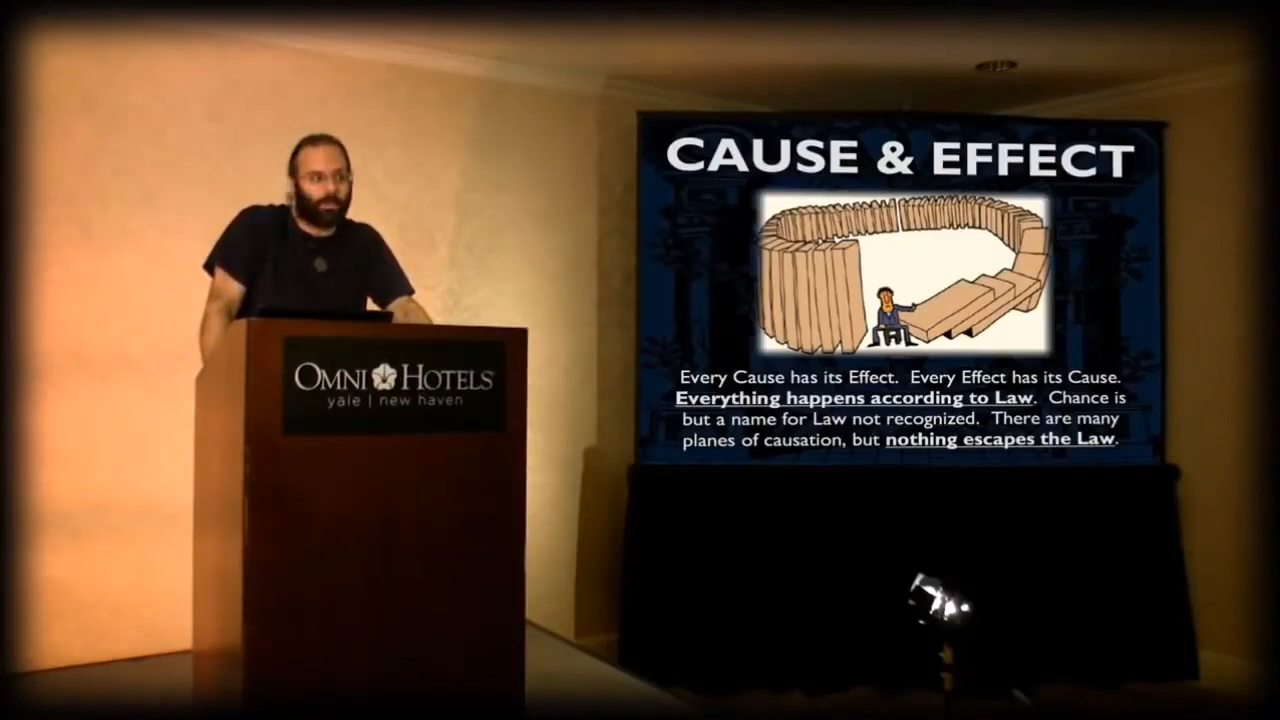 CAUSE & EFFECT
Every Cause has its Effect. Every Effect has its Cause.
Everything happens according to Law. Chance is
but a name for Law not recognized. There are many
planes of causation, but nothing escapes the Law.
OMNI HOTELS®
yale | new haven